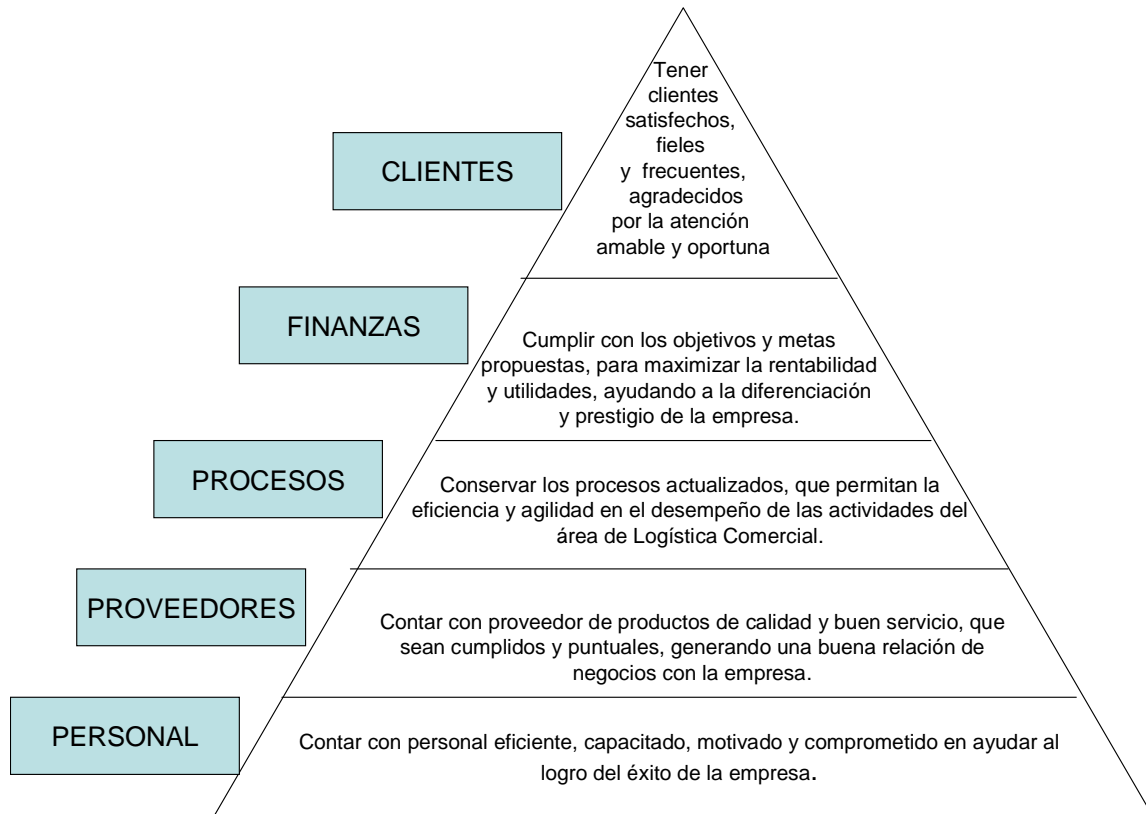 CLIENTES
Tener
clientes
satisfechos,
fieles
y frecuentes,
agradecidos
por la atención
amable y oportuna
FINANZAS
Cumplir con los objetivos y metas
propuestas, para maximizar la rentabilidad
y utilidades, ayudando a la diferenciación
y prestigio de la empresa.
PROCESOS
Conservar los procesos actualizados, que permitan la
eficiencia y agilidad en el desempeño de las actividades del
área de Logística Comercial.
PROVEEDORES
Contar con proveedor de productos de calidad y buen servicio, que
sean cumplidos y puntuales, generando una buena relación de
negocios con la empresa.
PERSONAL
Contar con personal eficiente, capacitado, motivado y comprometido en ayudar al
logro del éxito de la empresa.